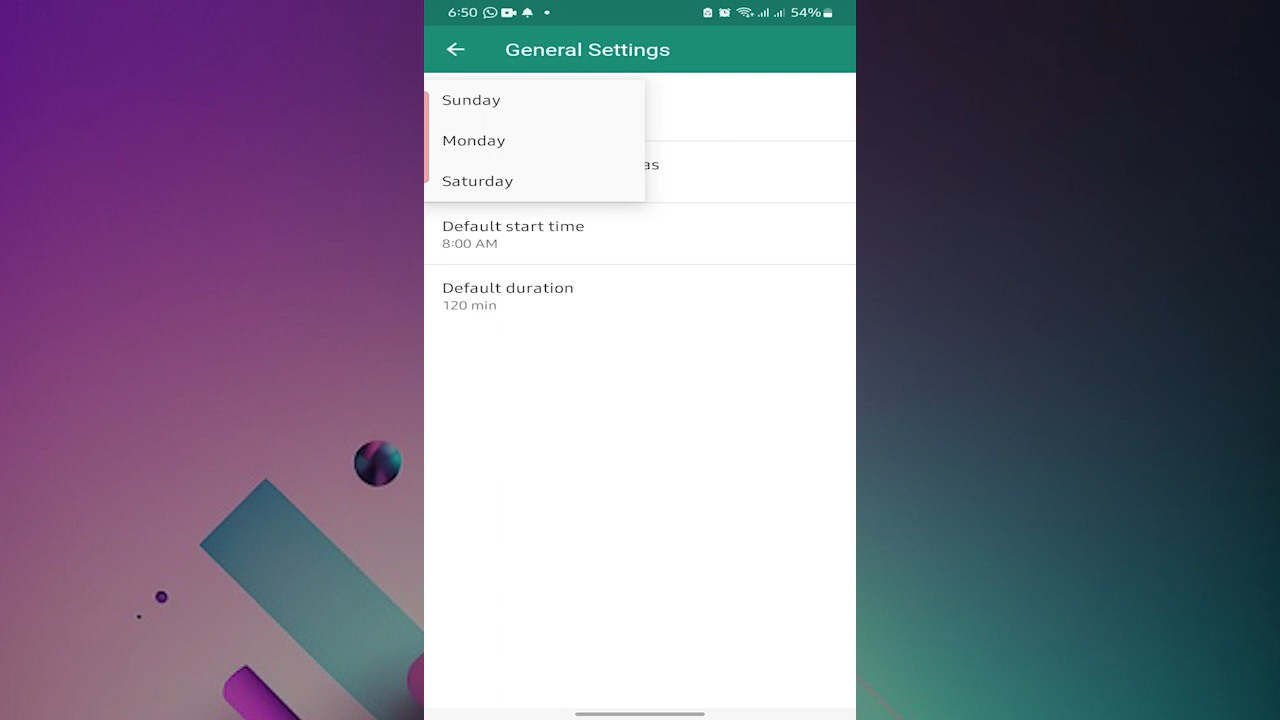 6:50 54%
General Settings
Sunday
Monday
as
Saturday
Default start time
8:00 AM
Default duration
120 min